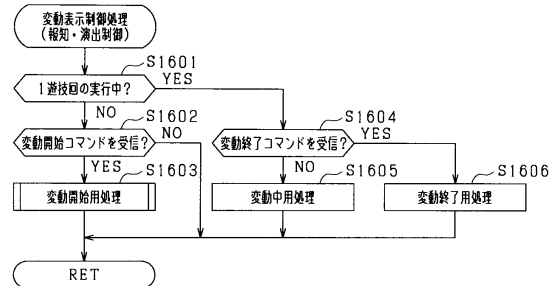 変動表示制御処理
(報知・演出制御)
S1601
1遊技回の実行中?
YES
NO
S1602
変動開始コマンドを受信?
NO
YES
S1604
変動終了コマンドを受信?
YES
NO
S1603
変動開始用処理
S1605
変動中用処理
S1606
変動終了用処理
RET